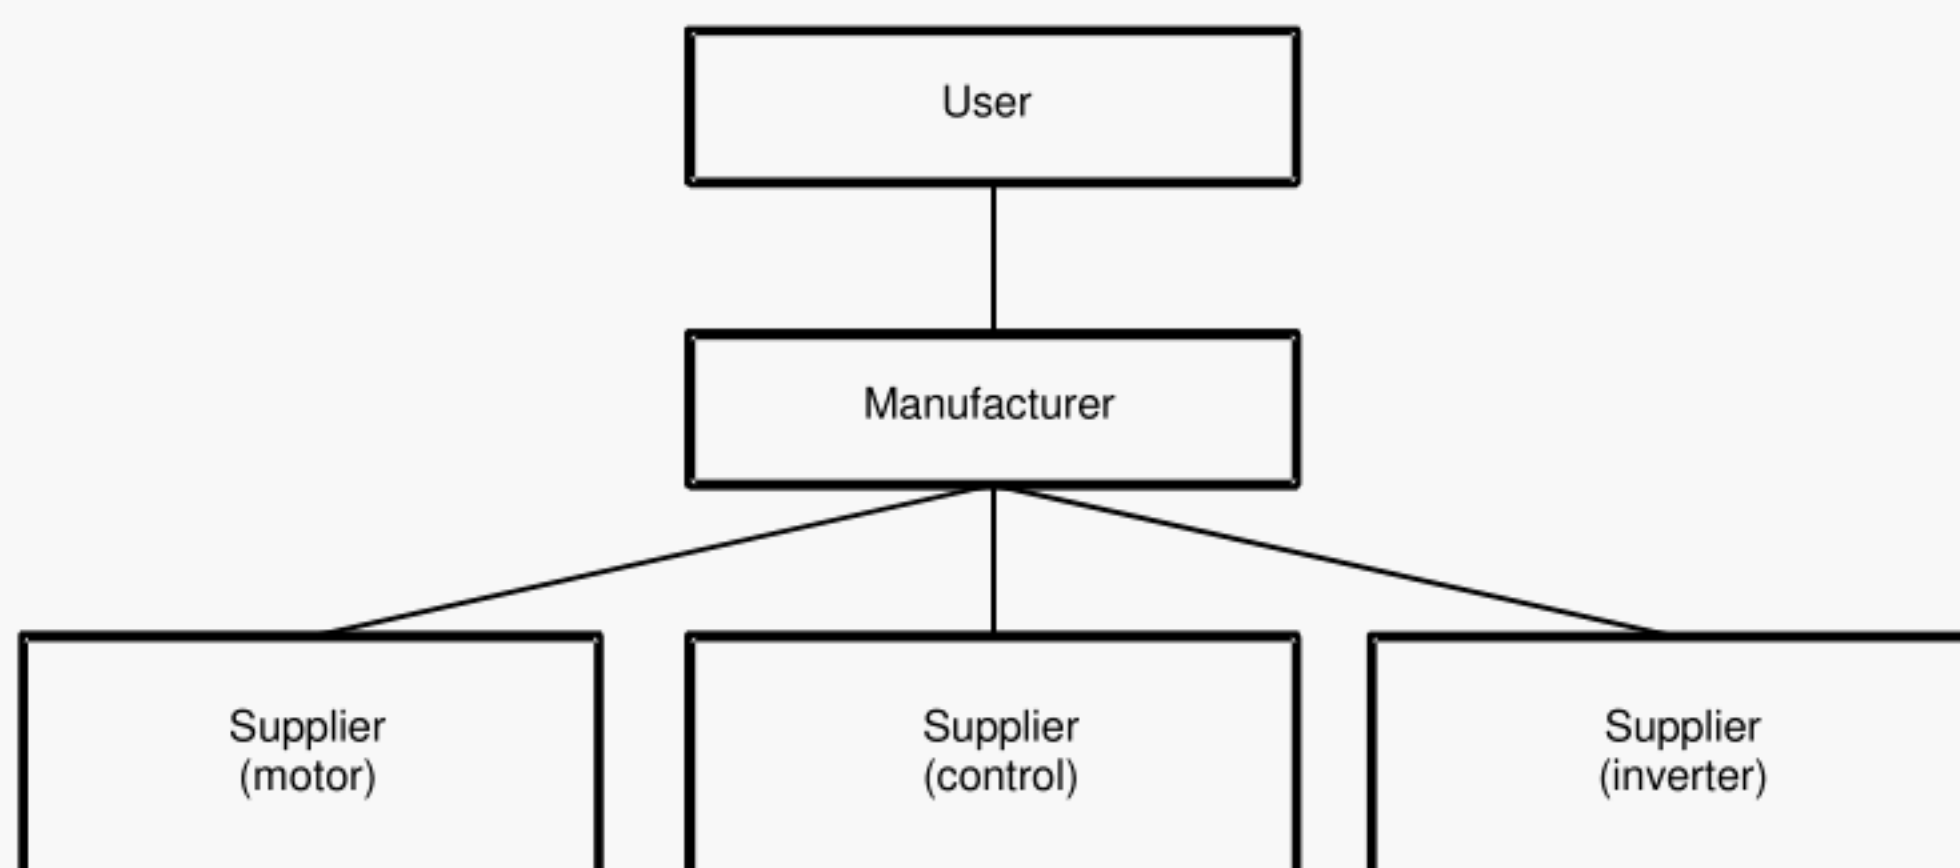 User
Manufacturer
Supplier
(motor)
Supplier
(control)
Supplier
(inverter)